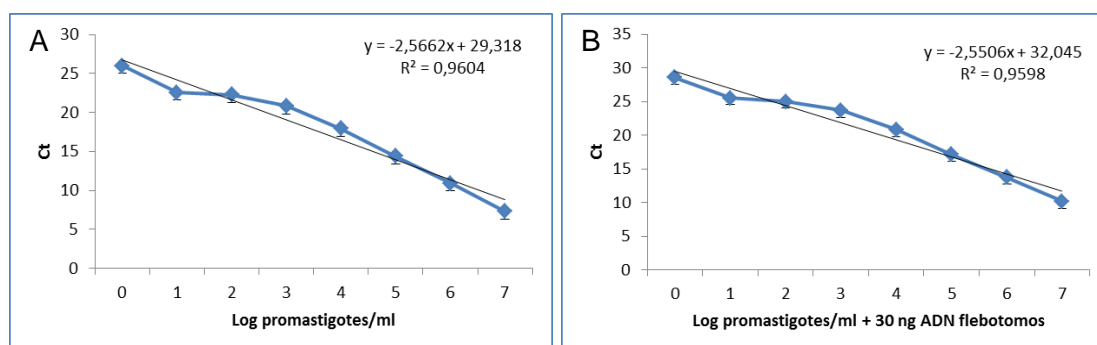 A
y = -2,5662x + 29,318
R² = 0,9604
30
25
20
15
10
5
0
Ct
0 1 2 3 4 5 6 7
Log promastigotes/ml
B
y = -2,5506x + 32,045
R² = 0,9598
35
30
25
20
15
10
5
0
Ct
0 1 2 3 4 5 6 7
Log promastigotes/ml + 30 ng ADN flebotomos